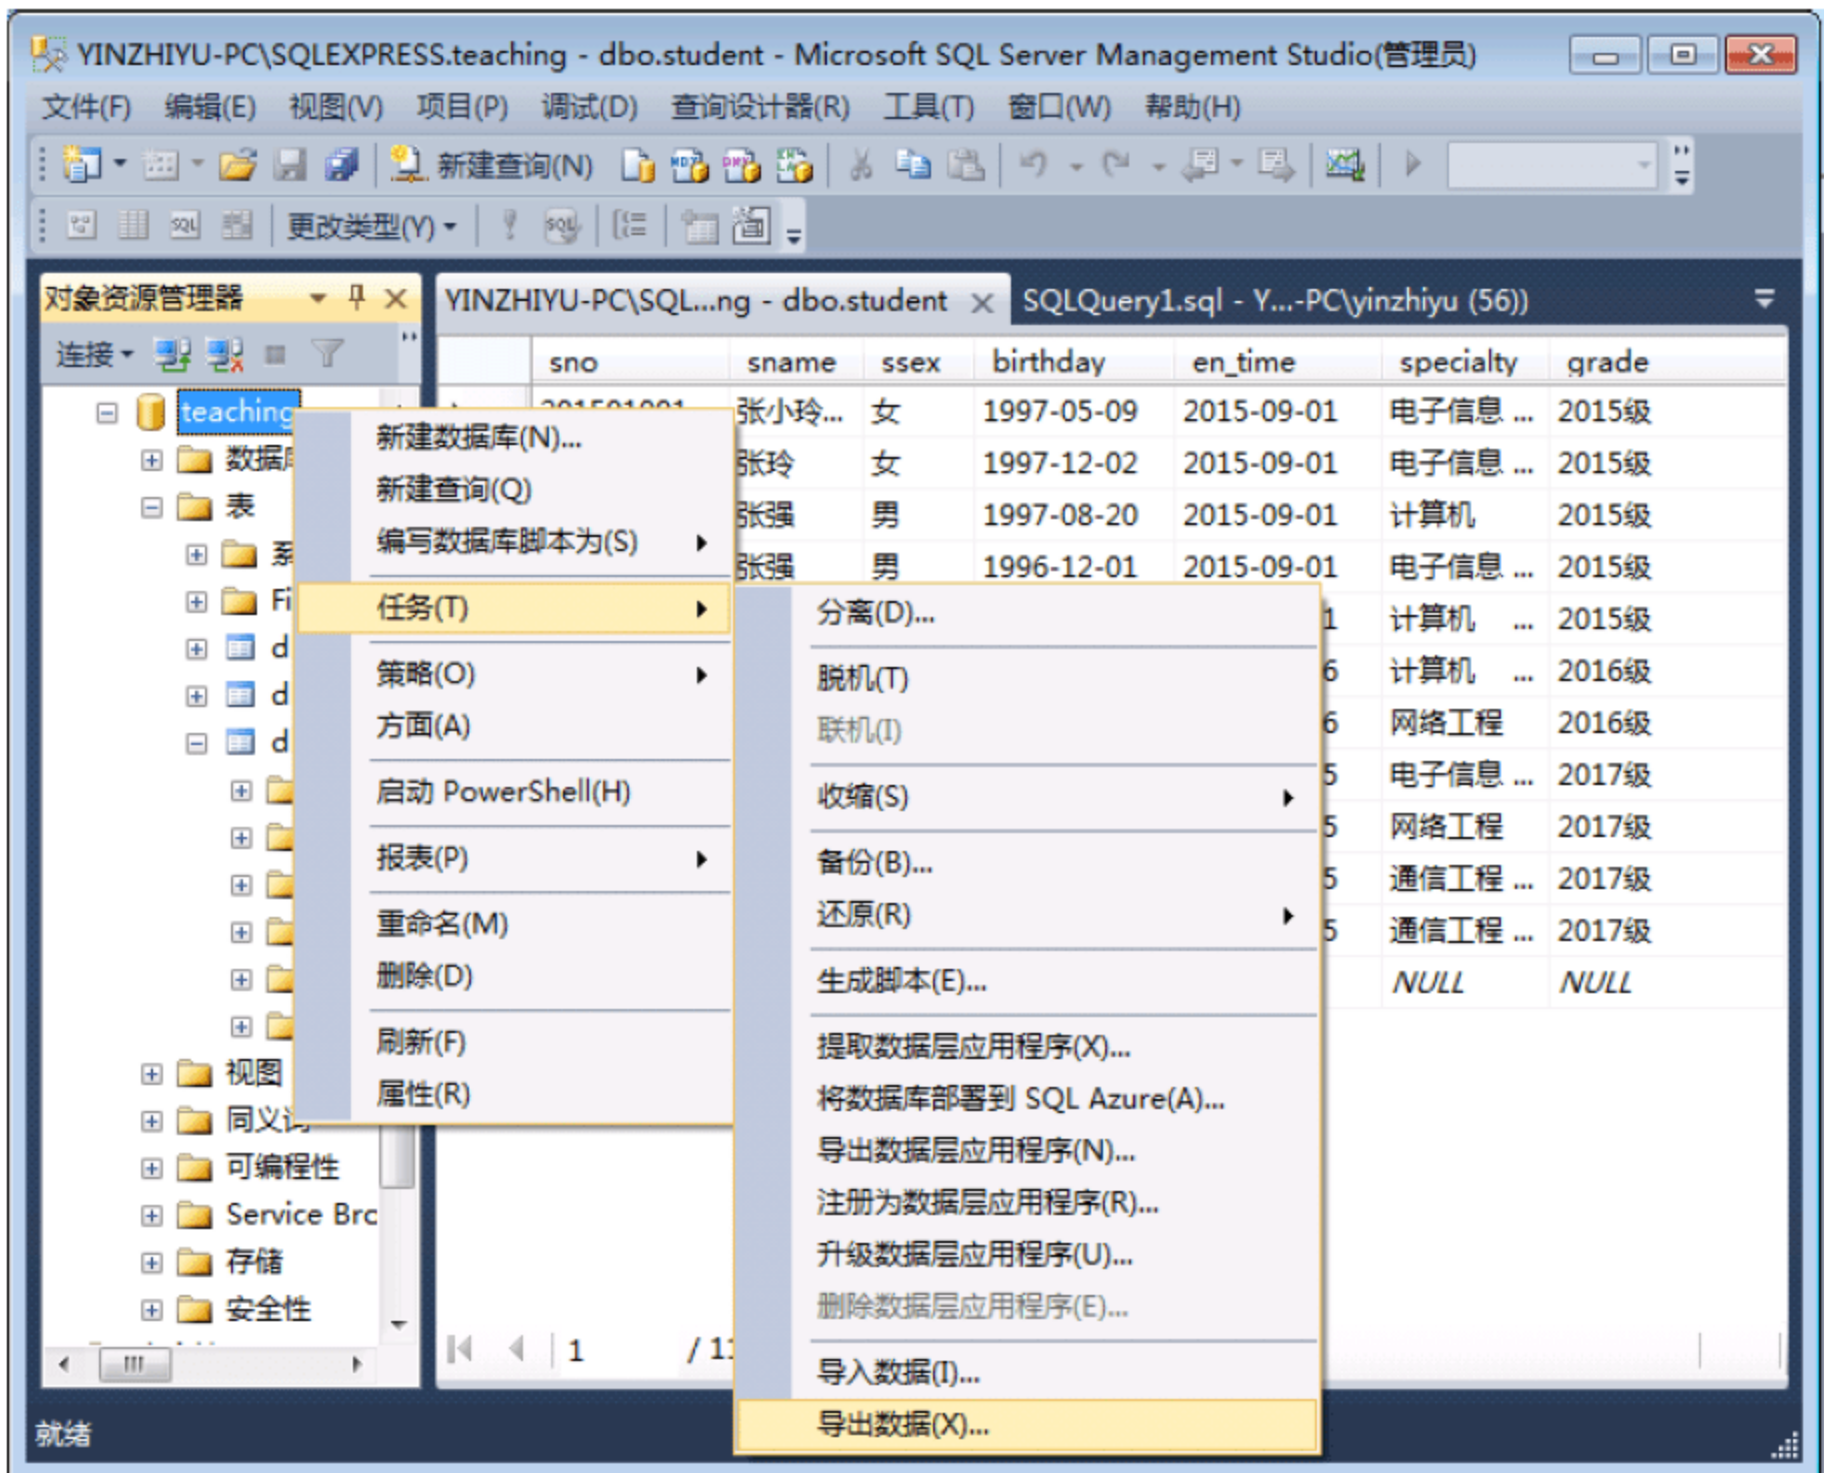 YINZHIYU-PC\SQLEXPRESS.teaching - dbo.student - Microsoft SQL Server Management Studio(管理员)
文件(F) 编辑(E) 视图(V) 项目(P) 调试(D) 查询设计器(R) 工具(T) 窗口(W) 帮助(H)
新建查询(N)
更改类型(Y)
对象资源管理器
连接
teaching
数据
表
系
Fi
d
d
d
视图
同义词
可编程性
Service Brc
存储
安全性
YINZHIYU-PC\SQL...ng - dbo.student SQLQuery1.sql - Y...-PC\yinzhiyu (56))
sno sname ssex birthday en_time specialty grade
201501001 张小玲... 女 1997-05-09 2015-09-01 电子信息 ... 2015级
张玲 女 1997-12-02 2015-09-01 电子信息 ... 2015级
张强 男 1997-08-20 2015-09-01 计算机 2015级
张强 男 1996-12-01 2015-09-01 电子信息 ... 2015级
1 计算机 ... 2015级
6 计算机 ... 2016级
6 网络工程 2016级
5 电子信息 ... 2017级
5 网络工程 2017级
5 通信工程 ... 2017级
5 通信工程 ... 2017级
NULL NULL
1 / 11
新建数据库(N)...
新建查询(Q)
编写数据库脚本为(S)
任务(T)
策略(O)
方面(A)
启动 PowerShell(H)
报表(P)
重命名(M)
删除(D)
刷新(F)
属性(R)
分离(D)...
脱机(T)
联机(I)
收缩(S)
备份(B)...
还原(R)
生成脚本(E)...
提取数据层应用程序(X)...
将数据库部署到 SQL Azure(A)...
导出数据层应用程序(N)...
注册为数据层应用程序(R)...
升级数据层应用程序(U)...
删除数据层应用程序(E)...
导入数据(I)...
导出数据(X)...
就绪